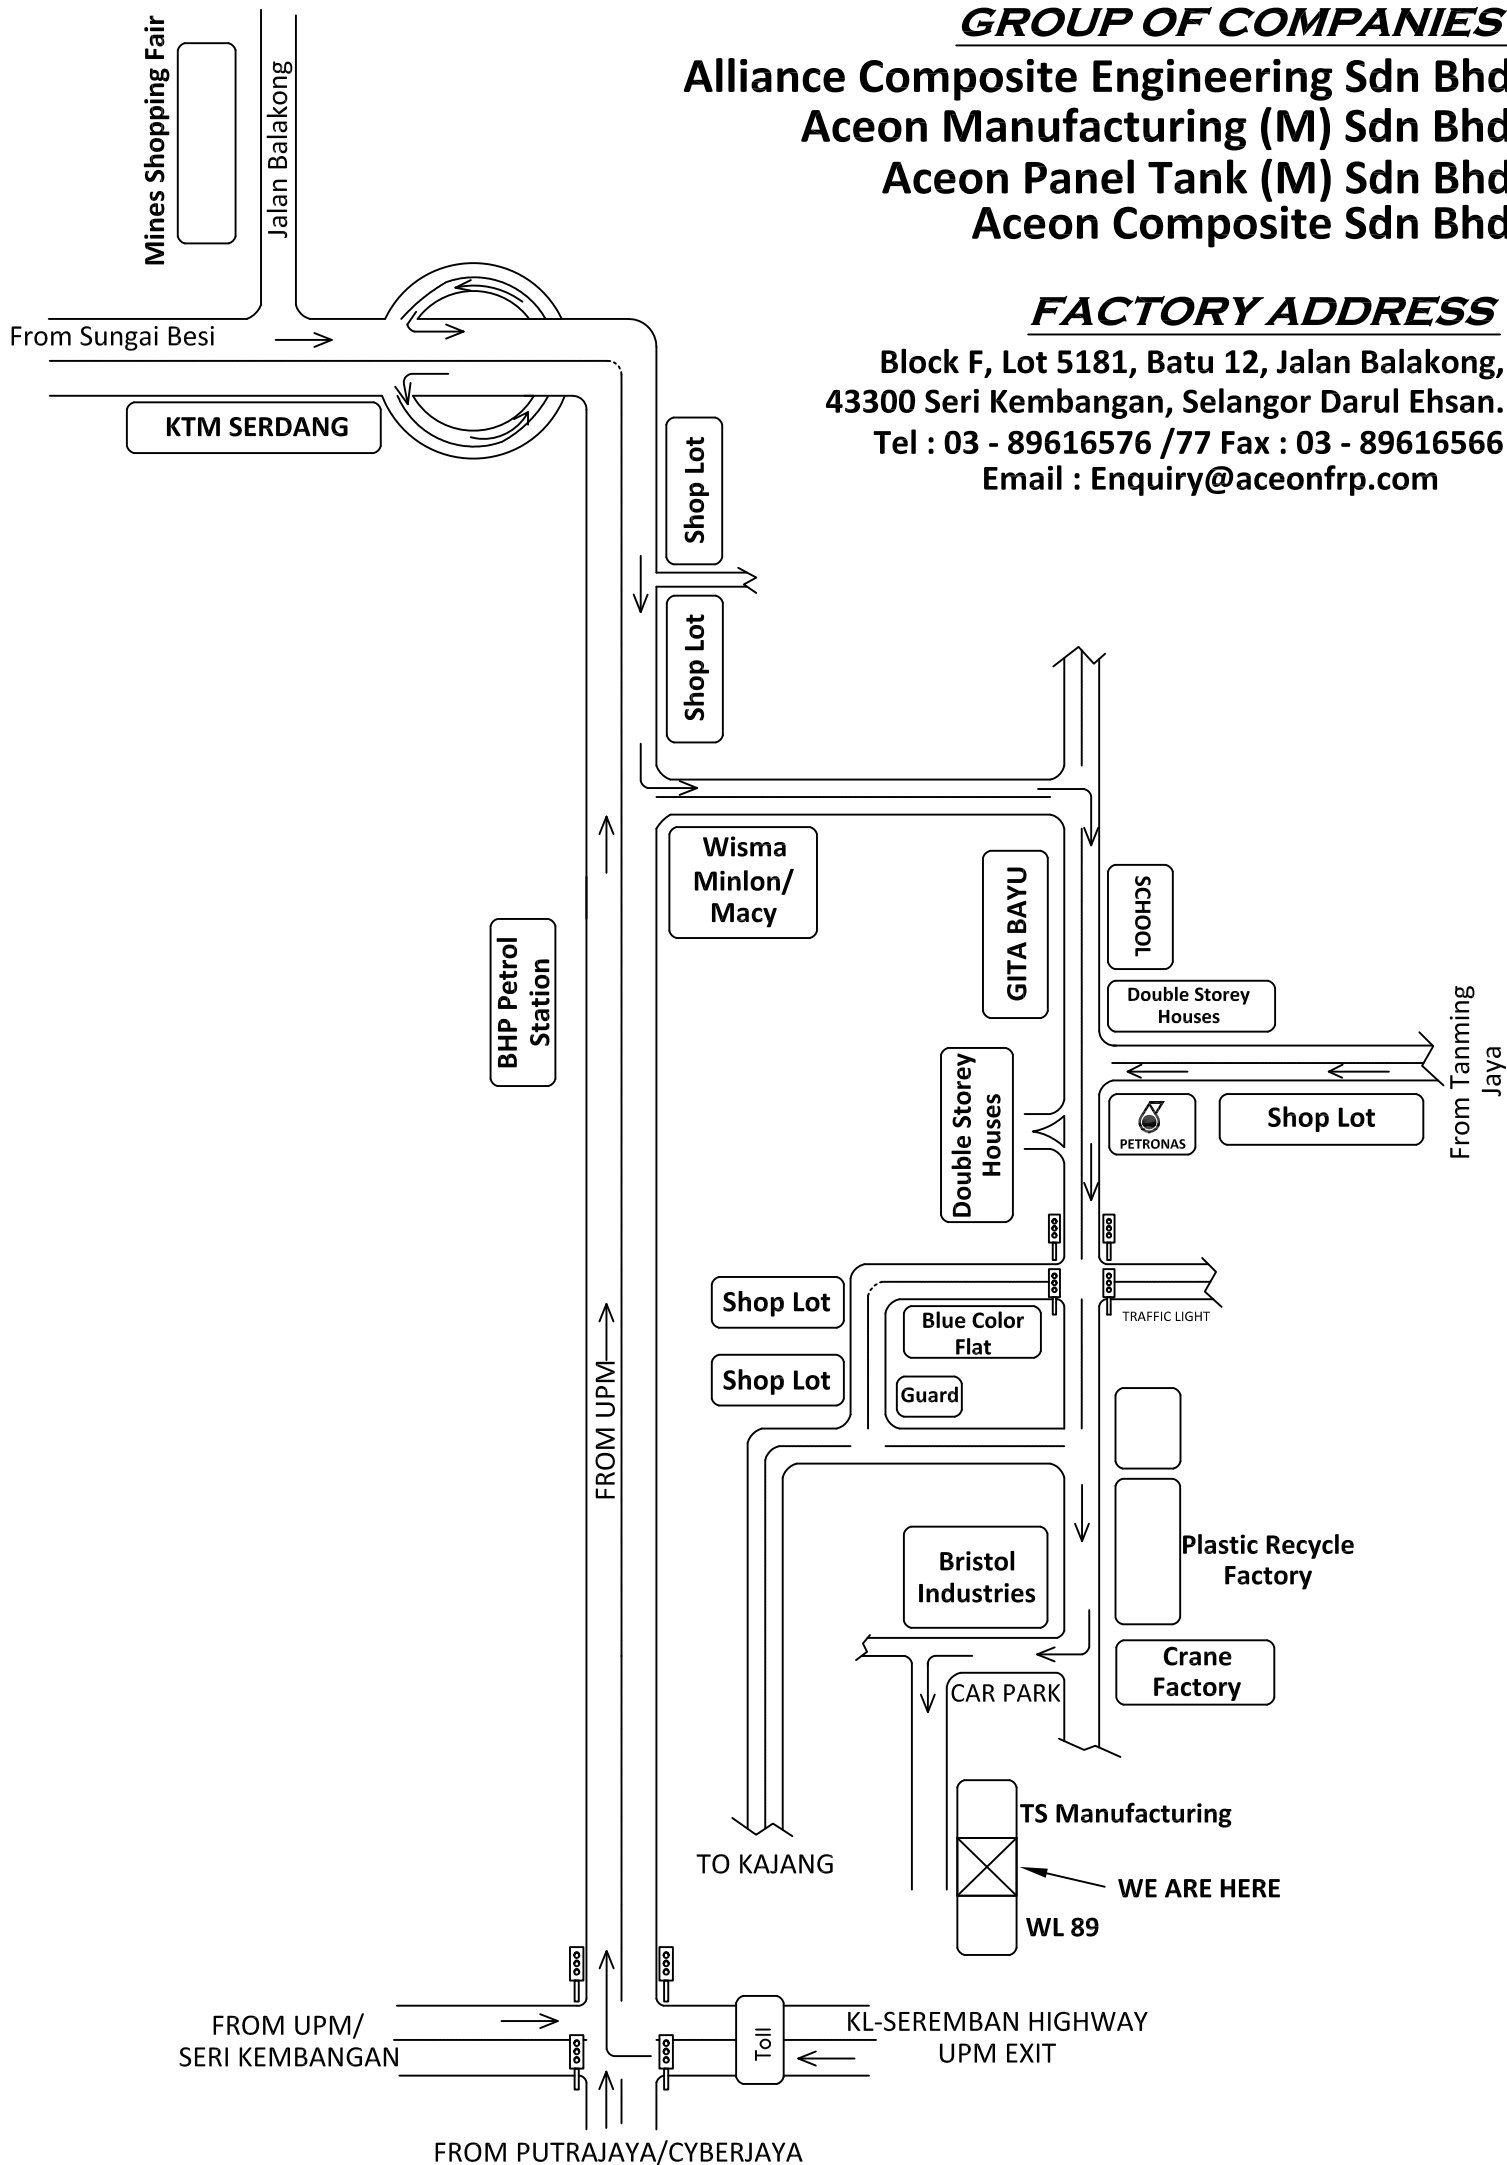 GROUP OF COMPANIES
Alliance Composite Engineering Sdn Bhd
Aceon Manufacturing (M) Sdn Bhd
Aceon Panel Tank (M) Sdn Bhd
Aceon Composite Sdn Bhd
FACTORY ADDRESS
Block F, Lot 5181, Batu 12, Jalan Balakong,
43300 Seri Kembangan, Selangor Darul Ehsan.
Tel : 03 - 89616576 /77 Fax : 03 - 89616566
Email : Enquiry@aceonfrp.com
Mines Shopping Fair
Jalan Balakong
From Sungai Besi
KTM SERDANG
Shop Lot
Shop Lot
Wisma
Minlon/
Macy
GITA BAYU
SCHOOL
BHP Petrol
Station
Double Storey
Houses
From Tanming
Jaya
Double Storey
Houses
PETRONAS
Shop Lot
Shop Lot
Blue Color
Flat
TRAFFIC LIGHT
Shop Lot
Guard
FROM UPM
Bristol
Industries
Plastic Recycle
Factory
Crane
Factory
CAR PARK
TS Manufacturing
TO KAJANG
WE ARE HERE
WL 89
FROM UPM/
SERI KEMBANGAN
Toll
KL-SEREMBAN HIGHWAY
UPM EXIT
FROM PUTRAJAYA/CYBERJAYA